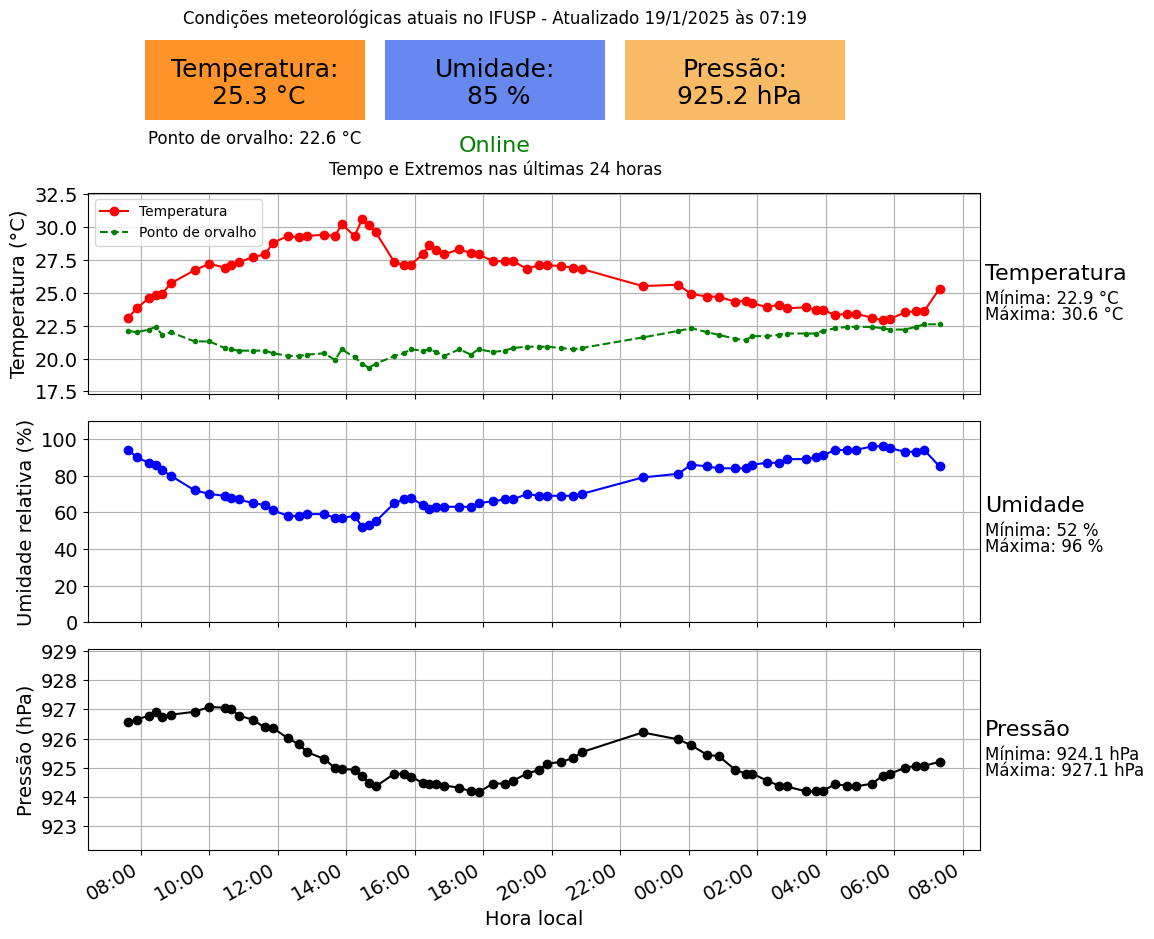 Condições meteorológicas atuais no IFUSP - Atualizado 19/1/2025 às 07:19
Temperatura:
25.3 °C
Umidade:
85 %
Pressão:
925.2 hPa
Ponto de orvalho: 22.6 °C
Online
Tempo e Extremos nas últimas 24 horas
Temperatura (°C)
32.5
30.0
27.5
25.0
22.5
20.0
17.5
Temperatura
Ponto de orvalho
Temperatura
Mínima: 22.9 °C
Máxima: 30.6 °C
Umidade relativa (%)
100
80
60
40
20
0
Umidade
Mínima: 52 %
Máxima: 96 %
Pressão (hPa)
929
928
927
926
925
924
923
Pressão
Mínima: 924.1 hPa
Máxima: 927.1 hPa
08:00 10:00 12:00 14:00 16:00 18:00 20:00 22:00 00:00 02:00 04:00 06:00 08:00
Hora local